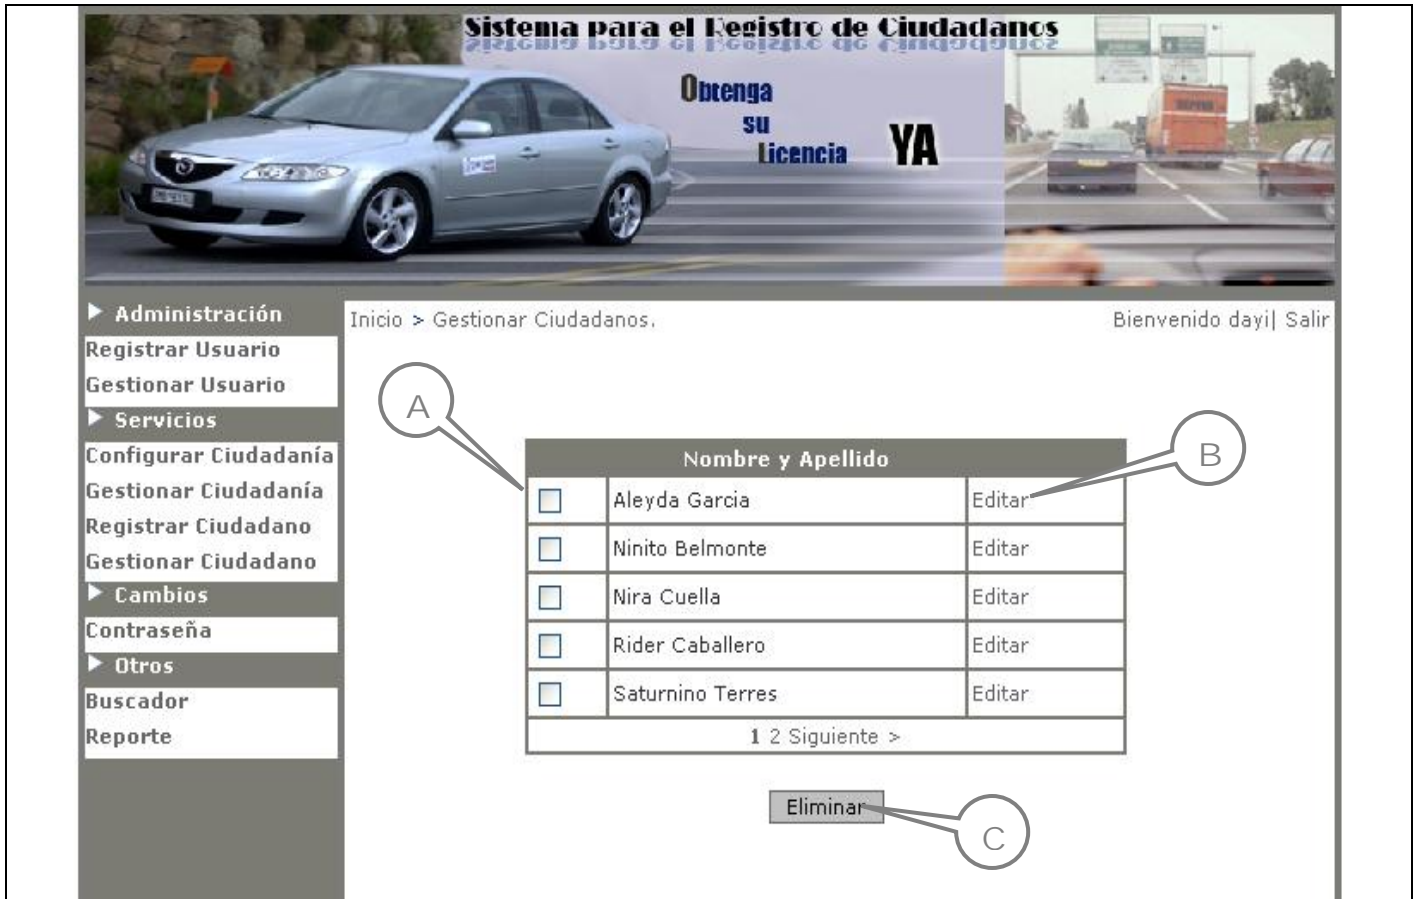 Sistema para el Registro de Ciudadanos
Obtenga
su
Licencia YA
Administración
Registrar Usuario
Gestionar Usuario
Servicios
Configurar Ciudadanía
Gestionar Ciudadanía
Registrar Ciudadano
Gestionar Ciudadano
Cambios
Contraseña
Otros
Buscador
Reporte
Inicio > Gestionar Ciudadanos.
Bienvenido dayi| Salir
A
B
Nombre y Apellido
Aleyda Garcia Editar
Ninito Belmonte Editar
Nira Cuella Editar
Rider Caballero Editar
Saturnino Terres Editar
1 2 Siguiente >
Eliminar
C